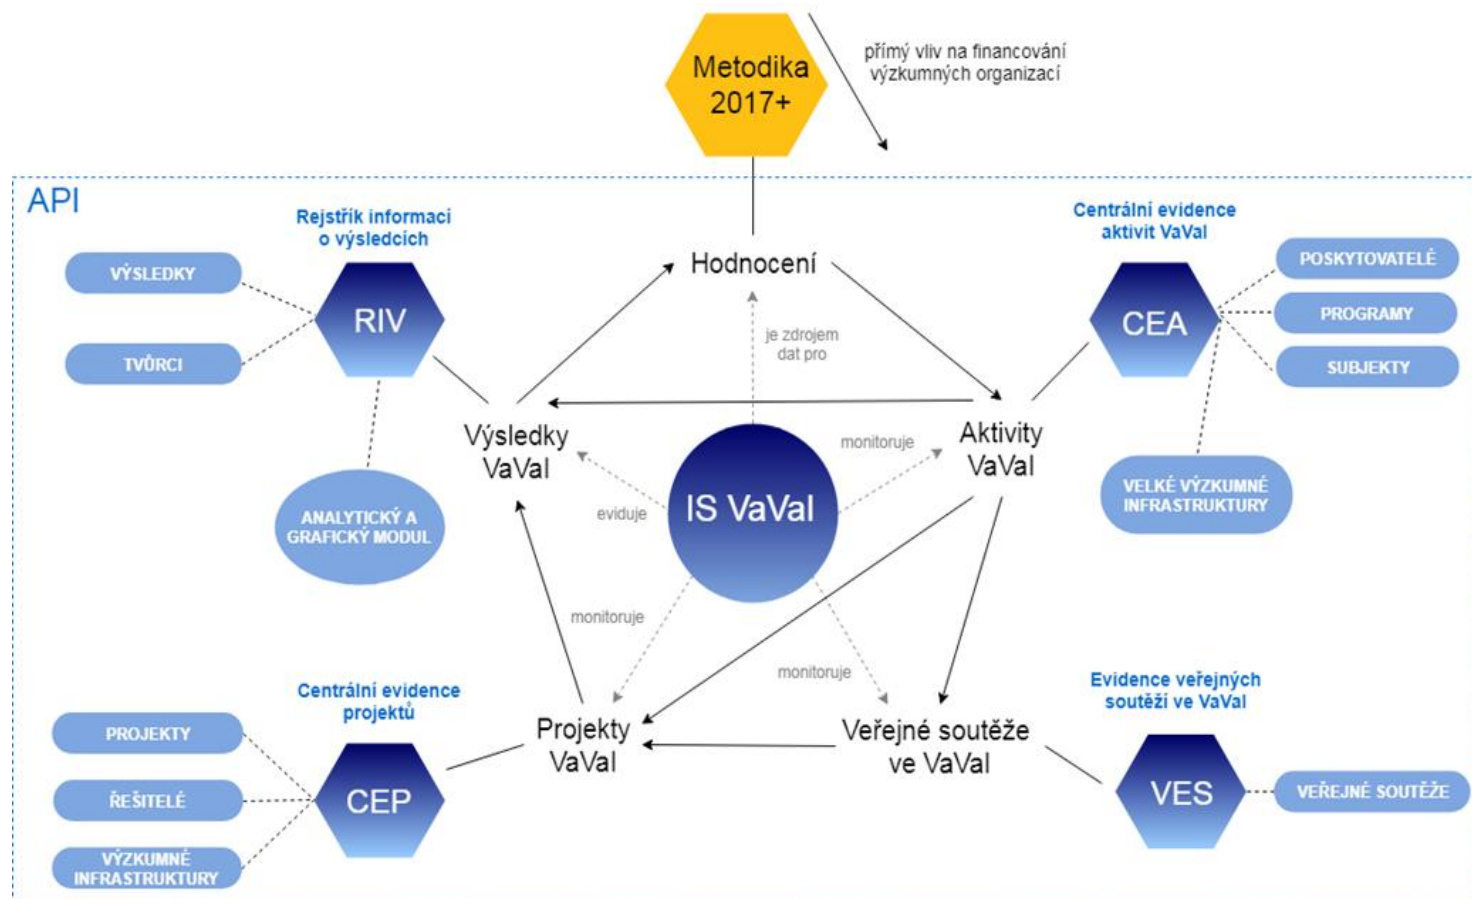 Metodika
2017+
přímý vliv na financování
výzkumných organizací
API
Rejstřík informací
o výsledcích
VÝSLEDKY
TVŮRCI
RIV
ANALYTICKÝ A
GRAFICKÝ MODUL
Hodnocení
je zdrojem
dat pro
Centrální evidence
aktivit VaVaI
CEA
POSKYTOVATELÉ
PROGRAMY
SUBJEKTY
VELKÉ VÝZKUMNÉ
INFRASTRUKTURY
Výsledky
VaVaI
eviduje
IS VaVaI
monitoruje
Aktivity
VaVaI
monitoruje
monitoruje
Centrální evidence
projektů
PROJEKTY
ŘEŠITELÉ
VÝZKUMNÉ
INFRASTRUKTURY
CEP
Projekty
VaVaI
Veřejné soutěže
ve VaVaI
Evidence veřejných
soutěží ve VaVaI
VES
VEŘEJNÉ SOUTĚŽE